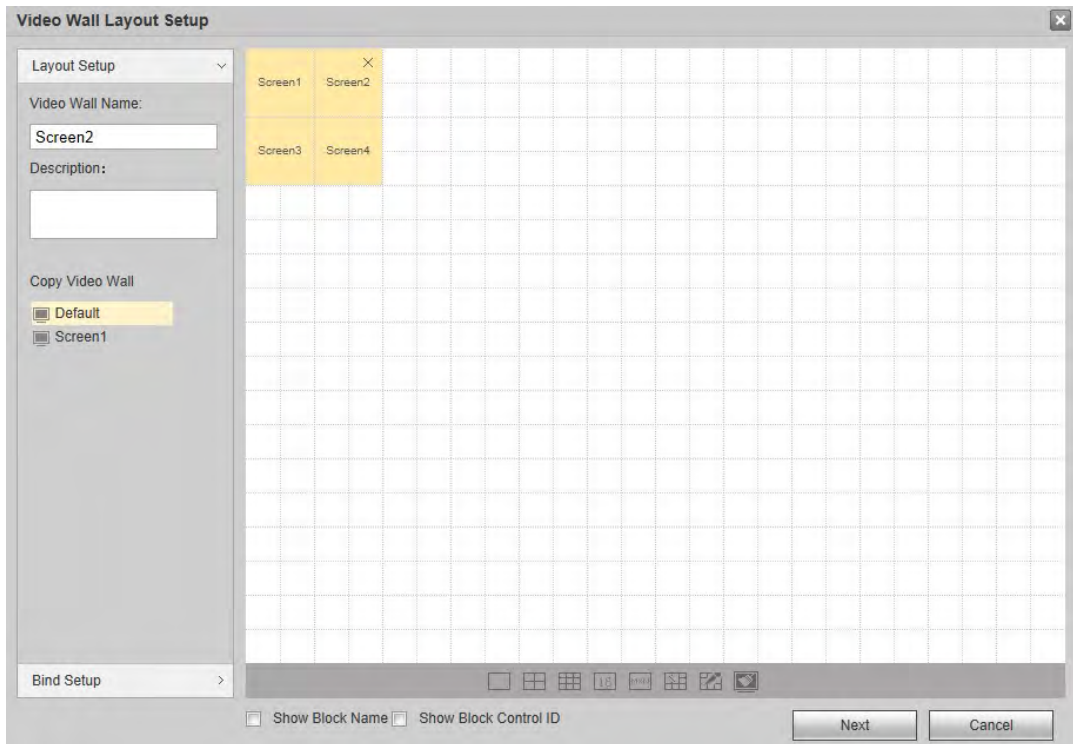 Video Wall Layout Setup
Layout Setup
Video Wall Name:
Screen2
Description:
Copy Video Wall
Default
Screen1
Bind Setup
Screen1 Screen2
Screen3 Screen4
Show Block Name Show Block Control ID
Next Cancel